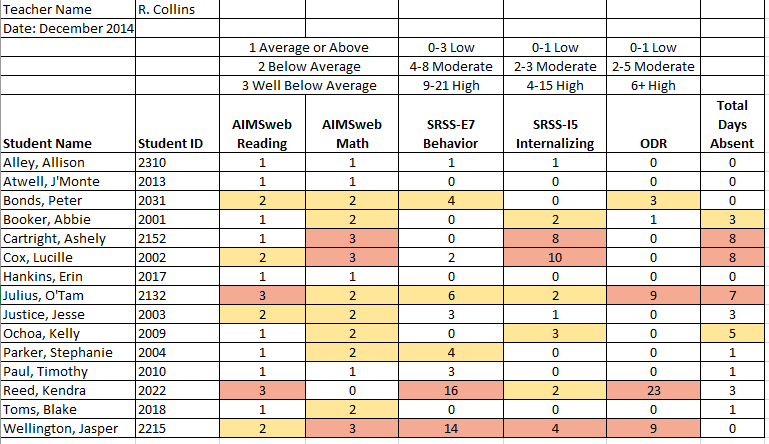 Teacher Name R. Collins
Date: December 2014
1 Average or Above 0-3 Low 0-1 Low 0-1 Low
2 Below Average 4-8 Moderate 2-3 Moderate 2-5 Moderate
3 Well Below Average 9-21 High 4-15 High 6+ High
Student Name Student ID AIMSweb Reading AIMSweb Math SRSS-E7 Behavior SRSS-I5 Internalizing ODR Total Days Absent
Alley, Allison 2310 1 1 1 1 0 0
Atwell, J'Monte 2013 1 1 0 0 0 0
Bonds, Peter 2031 2 2 4 0 3 0
Booker, Abbie 2001 1 2 0 2 1 3
Cartright, Ashely 2152 1 3 0 8 0 8
Cox, Lucille 2002 2 3 2 10 0 8
Hankins, Erin 2017 1 1 0 0 0 0
Julius, O'Tam 2132 3 2 6 2 9 7
Justice, Jesse 2003 2 2 3 1 0 3
Ochoa, Kelly 2009 1 2 0 3 0 5
Parker, Stephanie 2004 1 2 4 0 0 1
Paul, Timothy 2010 1 1 3 0 0 1
Reed, Kendra 2022 3 0 16 2 23 3
Toms, Blake 2018 1 2 0 0 0 1
Wellington, Jasper 2215 2 3 14 4 9 0